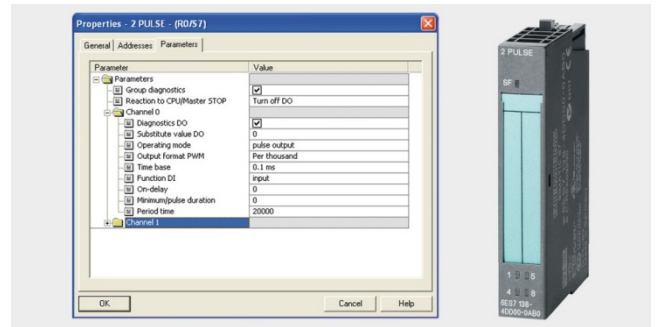 Properties - 2 PULSE - (R0/S7)
General Addresses Parameters
Parameter Value
Parameters
Group diagnostics
Reaction to CPU/Master STOP Turn off DO
Channel 0
Diagnostics DO
Substitute value DO 0
Operating mode pulse output
Output format PWM Per thousand
Time base 0.1 ms
Function DI input
On-delay 0
Minimum/pulse duration 0
Period time 20000
Channel 1
OK Cancel Help
2 PULSE
SF
1 5
4 8
6ES7 138-
4DD00-0AB0